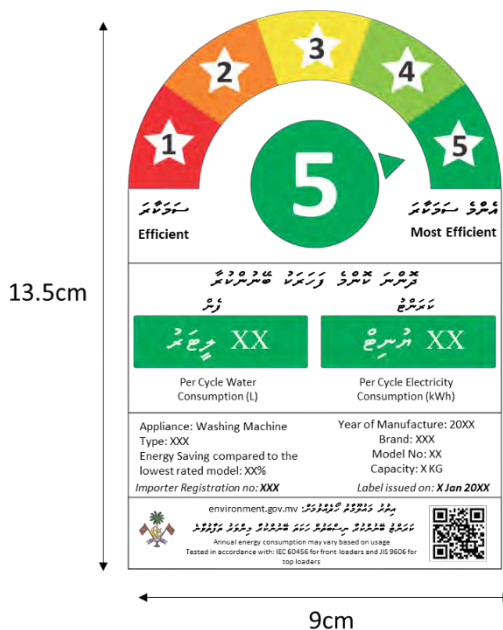 1
2
3
4
5
5
ސަމަކާރަ
Efficient
އެންމެ ސަމަކާރަ
Most Efficient
ދޮންނަ ކޮންމެ ފަހަރަކު ބޭނުންކުރާ
ފެން
ކަރަންޓު
XX ލީޓަރު
XX ޔުނިޓް
Per Cycle Water
Consumption (L)
Per Cycle Electricity
Consumption (kWh)
Appliance: Washing Machine
Type: XXX
Energy Saving compared to the
lowest rated model: XX%
Importer Registration no: XXX
Year of Manufacture: 20XX
Brand: XXX
Model No: XX
Capacity: X KG
Label issued on: X Jan 20XX
އިތުރު މަޢުލޫމާތު ހޯއްދެވުމަށް: environment.gov.mv
ކަރަންޓު ބޭނުންކުރާ ނިސްބަތުން ހަކަތަ ބޭނުންކުރާ މިންވަރު ތަފާތުވާނެ
Annual energy consumption may vary based on usage
Tested in accordance with: IEC 60456 for front loaders and JIS 9606 for
top loaders
13.5cm
9cm